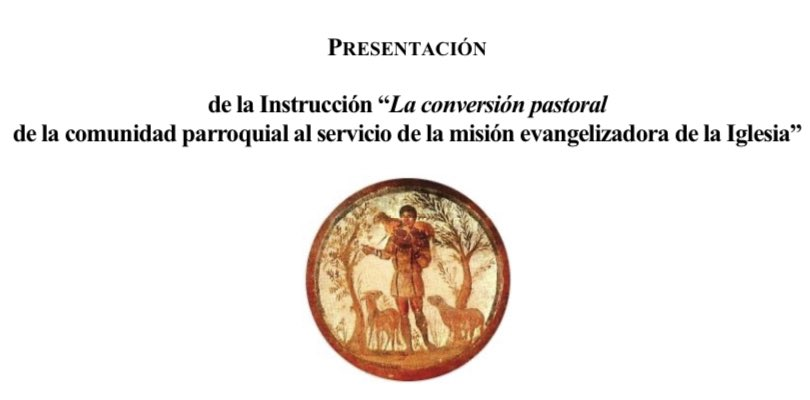 PRESENTACIÓN
de la Instrucción “La conversión pastoral
de la comunidad parroquial al servicio de la misión evangelizadora de la Iglesia”